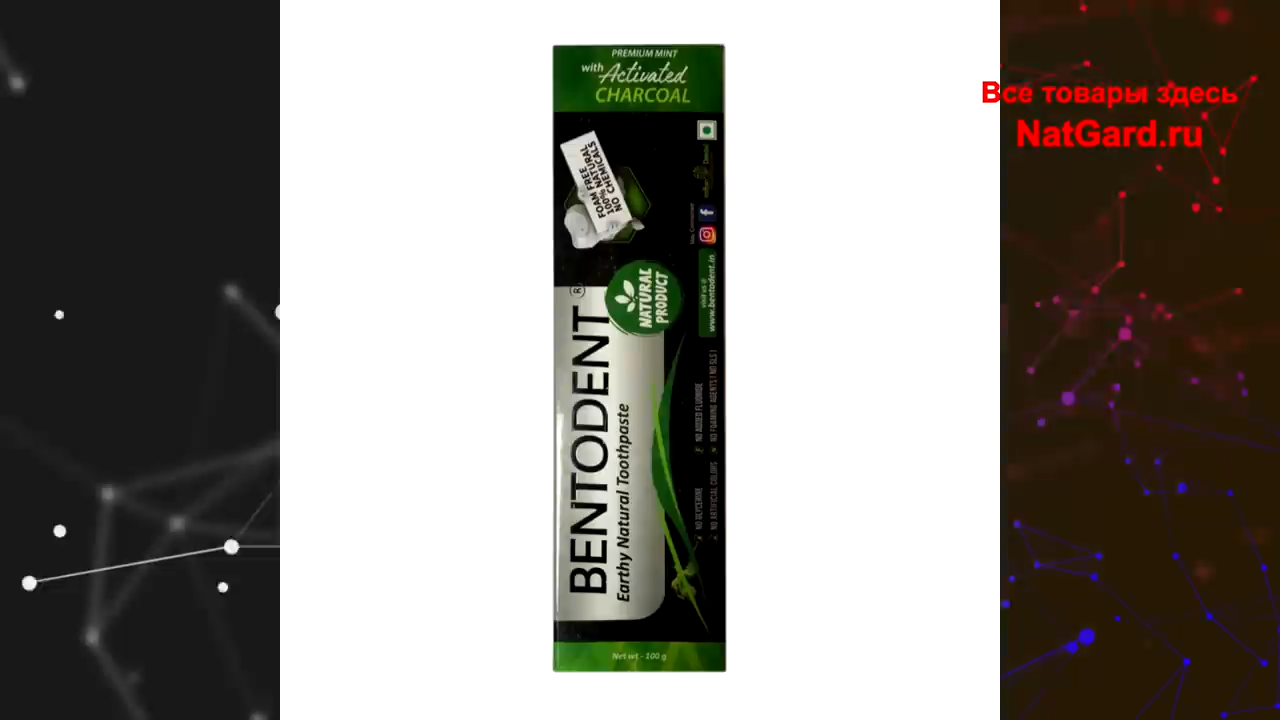 PREMIUM MINT
with Activated
CHARCOAL
FOAM FREE
100% NATURAL
NO CHEMICALS
NATURAL
PRODUCT
BENTODENT ®
Earthy Natural Toothpaste
visit us @
www.bentodent.in
NO GLYCERINE
NO ADDED FLUORIDE
NO ARTIFICIAL COLORS
NO FOAMING AGENTS ( NO SLS )
Net wt - 100 g
Все товары здесь
NatGard.ru